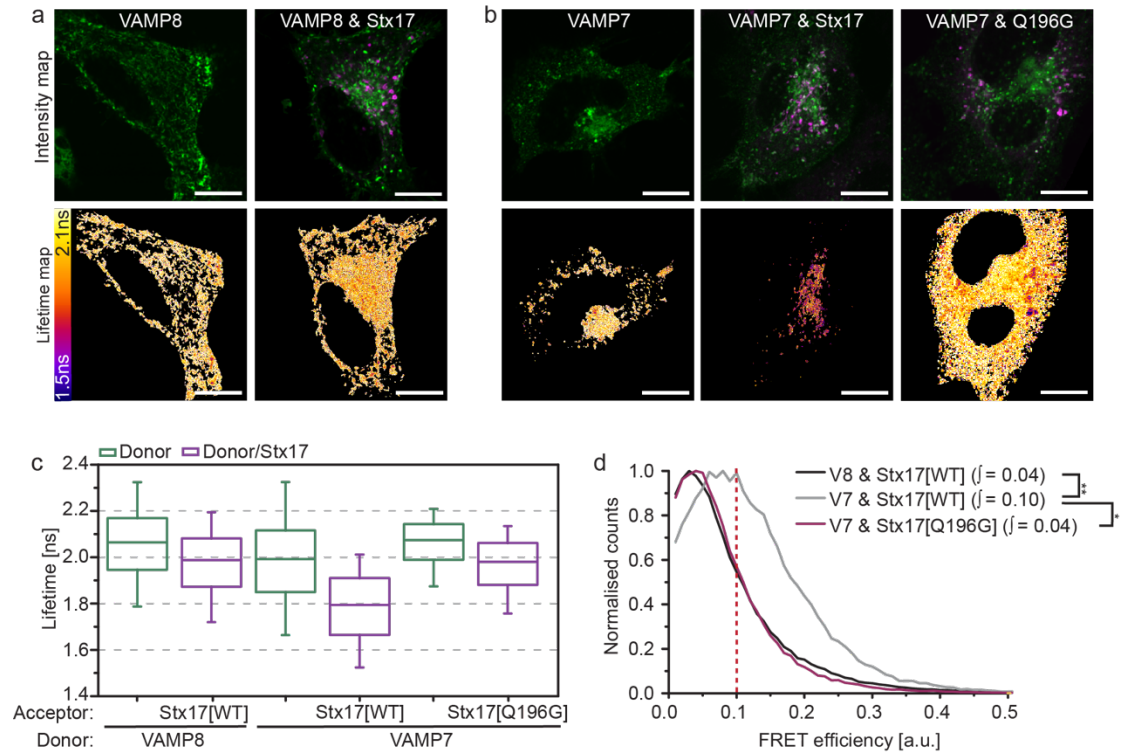 a
VAMP8
VAMP8 & Stx17
b
VAMP7
VAMP7 & Stx17
VAMP7 & Q196G
Intensity map
Lifetime map
2.1ns
1.5ns
c
Donor
Donor/Stx17
2.4
2.2
2.0
1.8
1.6
1.4
Lifetime [ns]
Acceptor:
Stx17[WT]
Stx17[WT]
Stx17[Q196G]
Donor:
VAMP8
VAMP7
d
V8 & Stx17[WT] (∫= 0.04)
V7 & Stx17[WT] (∫= 0.10)
V7 & Stx17[Q196G] (∫= 0.04)
**
*
1.0
0.8
0.6
0.4
0.2
0.0
Normalised counts
0.0 0.1 0.2 0.3 0.4 0.5
FRET efficiency [a.u.]